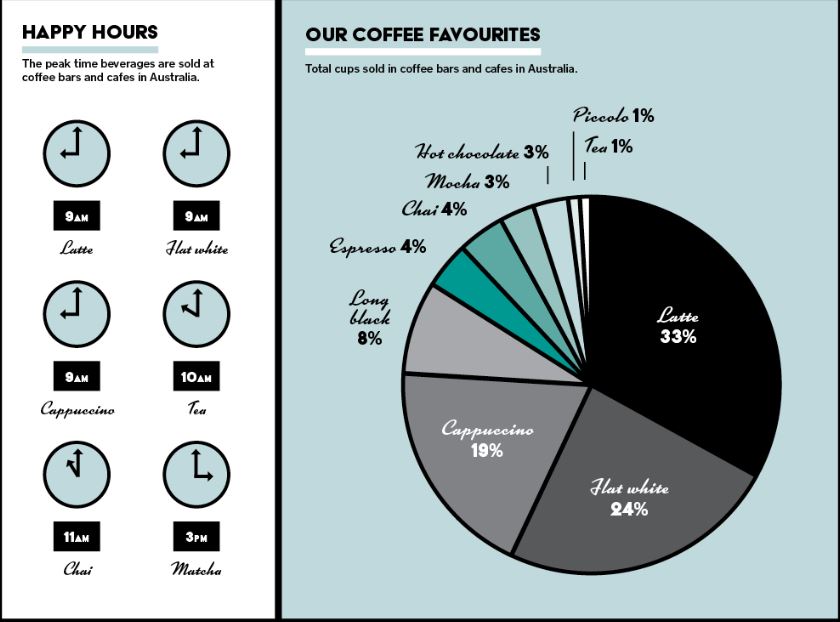 HAPPY HOURS
The peak time beverages are sold at
coffee bars and cafes in Australia.
9AM
Latte
9AM
Flat white
9AM
Cappuccino
10AM
Tea
11AM
Chai
3PM
Matcha
OUR COFFEE FAVOURITES
Total cups sold in coffee bars and cafes in Australia.
Piccolo 1%
Tea 1%
Hot chocolate 3%
Mocha 3%
Chai 4%
Espresso 4%
Long
black
8%
Latte
33%
Cappuccino
19%
Flat white
24%